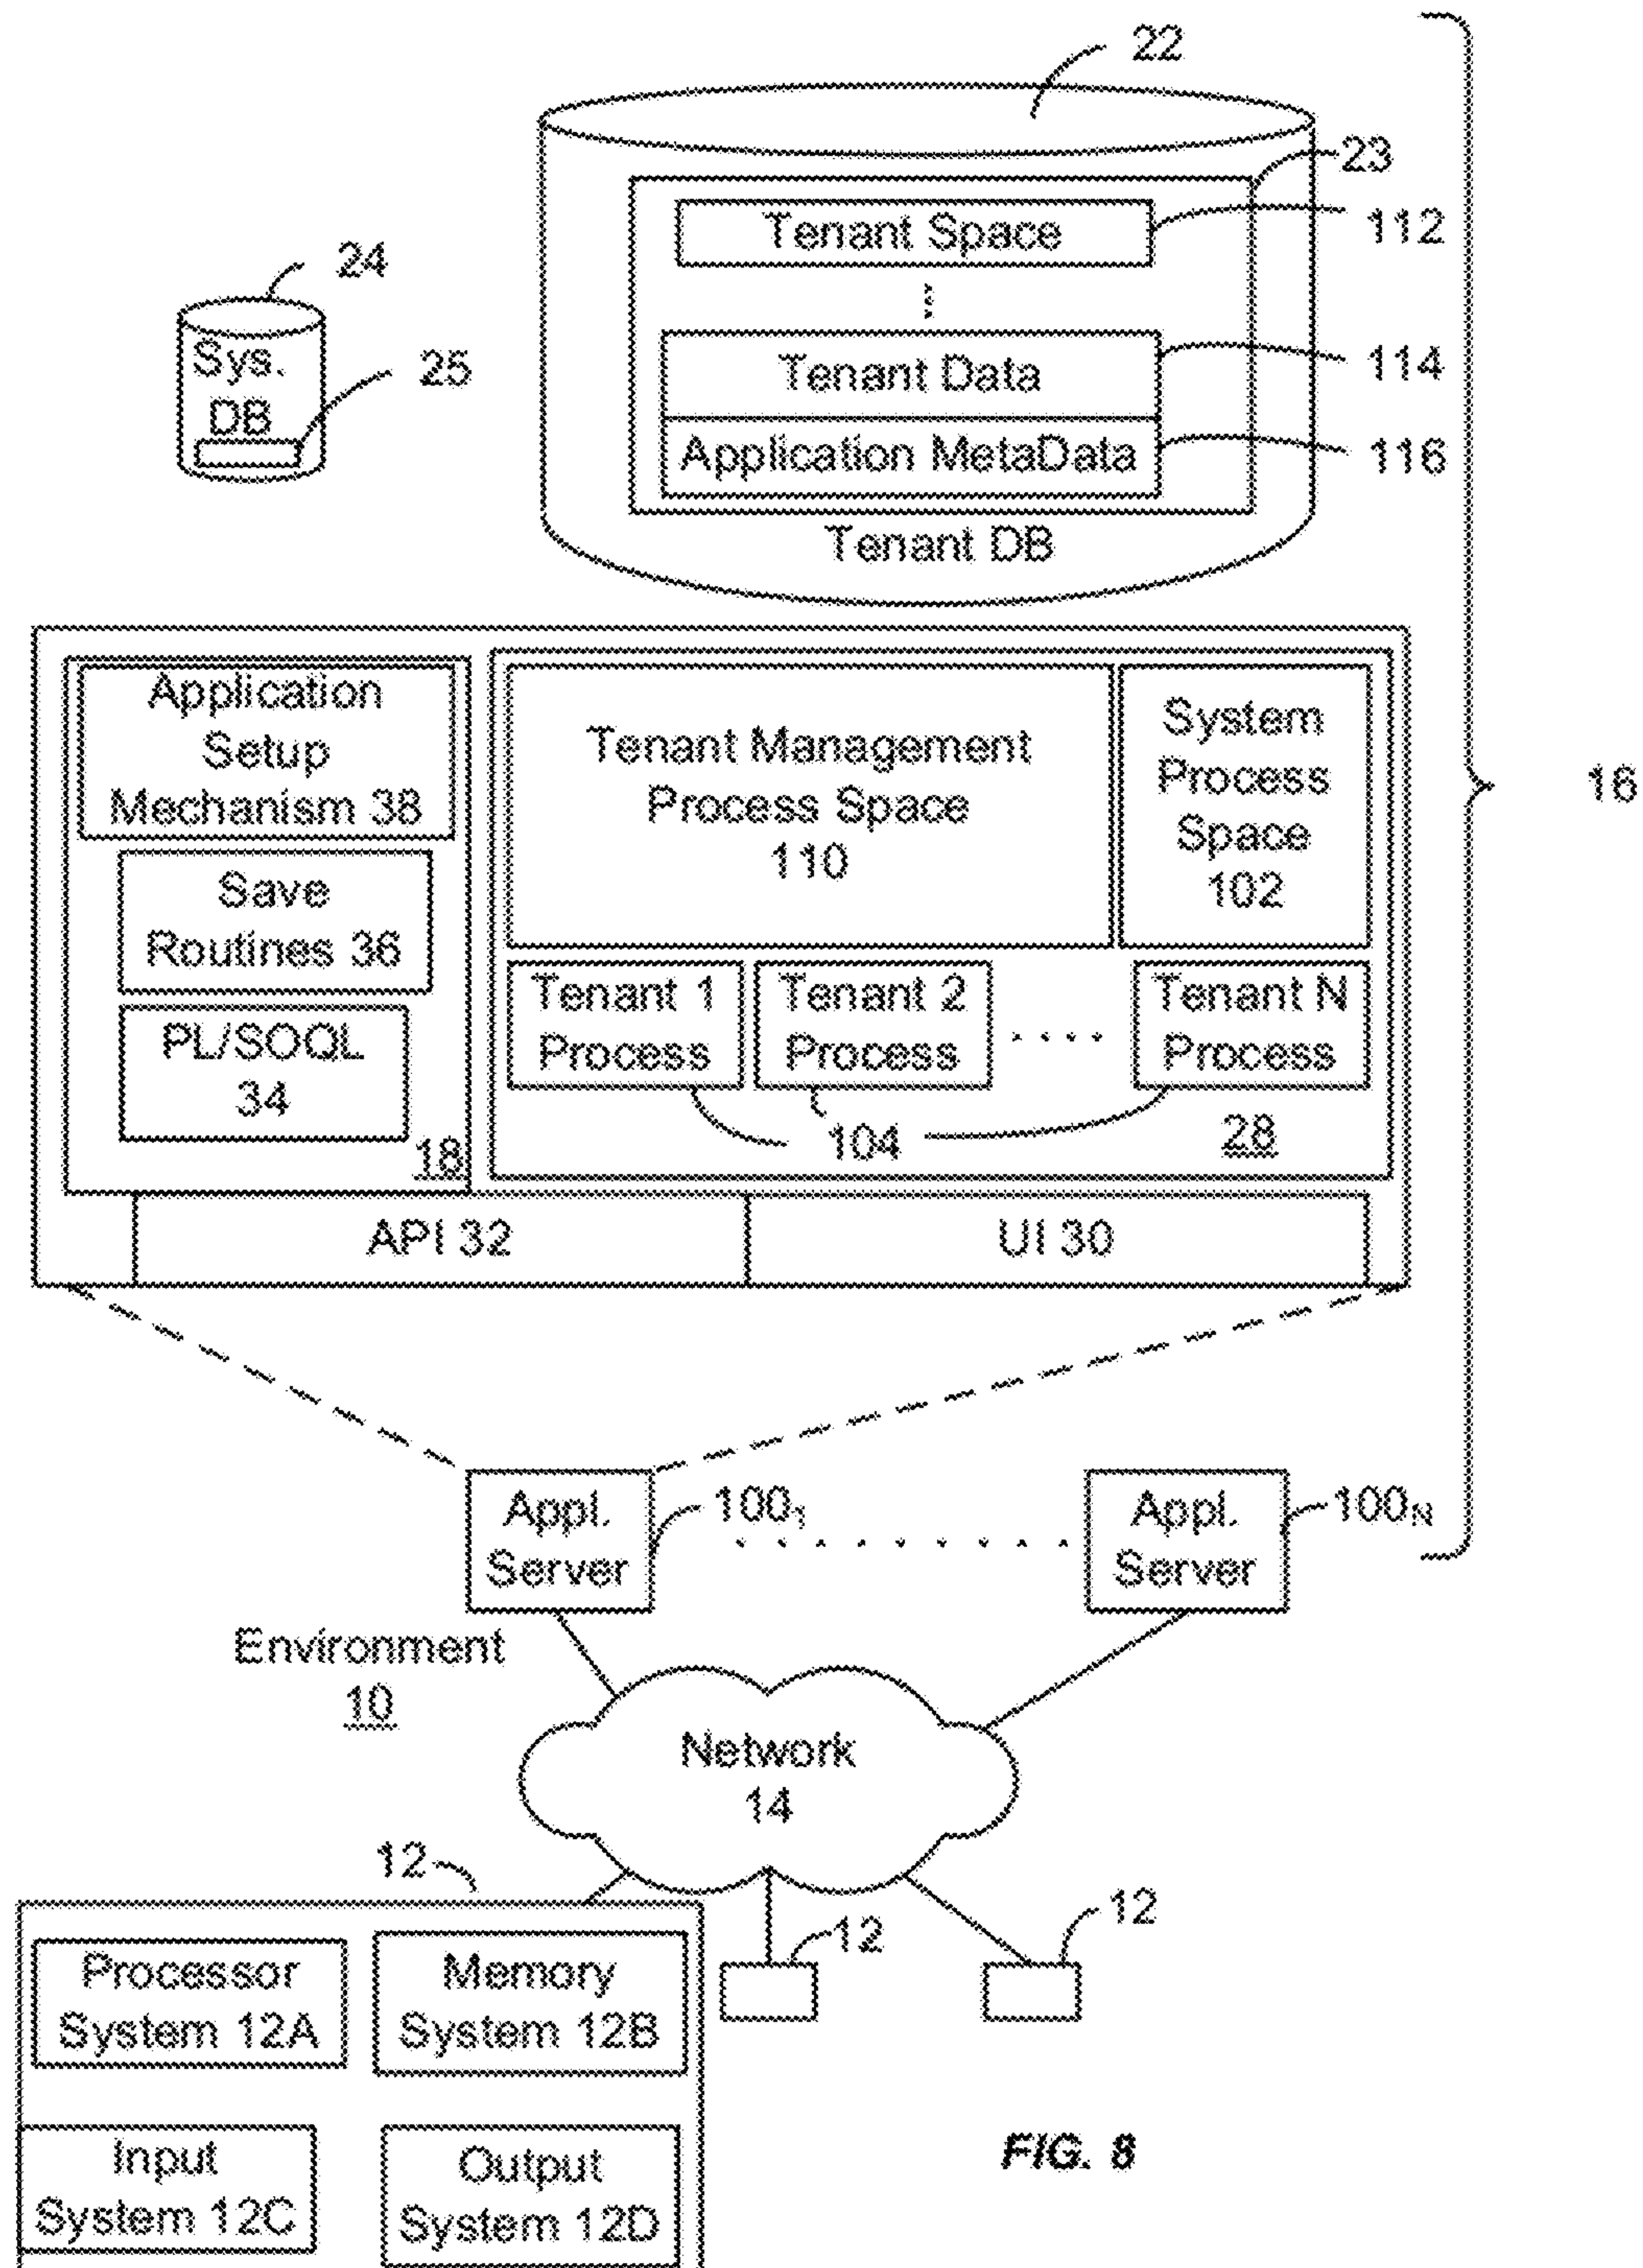 22
23
Tenant Space
112
24
Sys.
DB
25
Tenant Data
114
Application MetaData
116
Tenant DB
Application
Setup
Mechanism 38
Tenant Management
Process Space
110
System
Process
Space
102
16
Save
Routines 36
PL/SOQL
34
18
Tenant 1
Process
Tenant 2
Process
Tenant N
Process
104
28
API 32
UI 30
Appl.
Server
100₁
Appl.
Server
100N
Environment
10
Network
14
12
12
12
Processor
System 12A
Memory
System 12B
Input
System 12C
Output
System 12D
FIG. 8